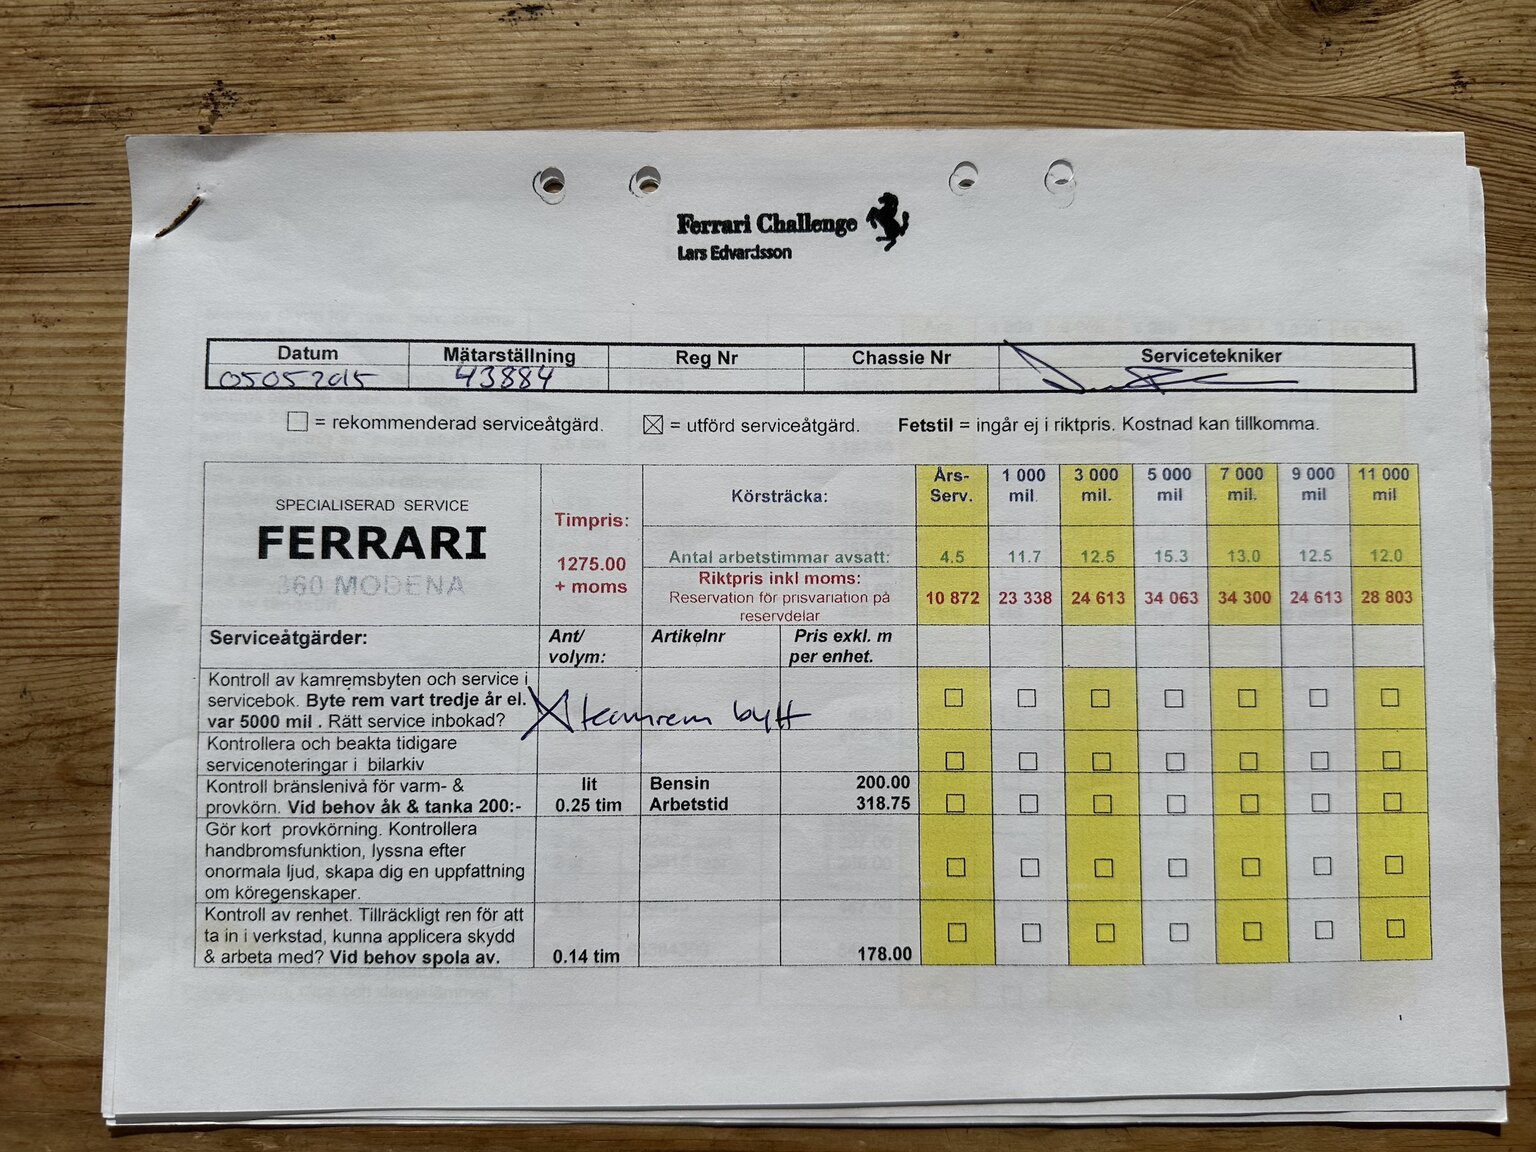 Ferrari Challenge
Lars Edvardsson
Datum Mätarställning Reg Nr Chassie Nr Servicetekniker
05052015 43884
= rekommenderad serviceåtgärd. = utförd serviceåtgärd. Fetstil = ingår ej i riktpris. Kostnad kan tillkomma.
SPECIALISERAD SERVICE
FERRARI
360 MODENA
Timpris:
1275.00
+ moms
Körsträcka: Års- 1 000 3 000 5 000 7 000 9 000 11 000
Serv. mil. mil. mil mil. mil mil
Antal arbetstimmar avsatt: 4.5 11.7 12.5 15.3 13.0 12.5 12.0
Riktpris inkl moms:
Reservation för prisvariation på
reservdelar
10 872 23 338 24 613 34 063 34 300 24 613 28 803
Serviceåtgärder: Ant/ Artikelnr Pris exkl. m
volym: per enhet.
Kontroll av kamremsbyten och service i
servicebok. Byte rem vart tredje år el.
var 5000 mil . Rätt service inbokad?
kamrem bytt
Kontrollera och beakta tidigare
servicenoteringar i bilarkiv
Kontroll bränslenivå för varm- & lit Bensin 200.00
provkörn. Vid behov åk & tanka 200:- 0.25 tim Arbetstid 318.75
Gör kort provkörning. Kontrollera
handbromsfunktion, lyssna efter
onormala ljud, skapa dig en uppfattning
om köregenskaper.
Kontroll av renhet. Tillräckligt ren för att
ta in i verkstad, kunna applicera skydd
& arbeta med? Vid behov spola av. 0.14 tim 178.00